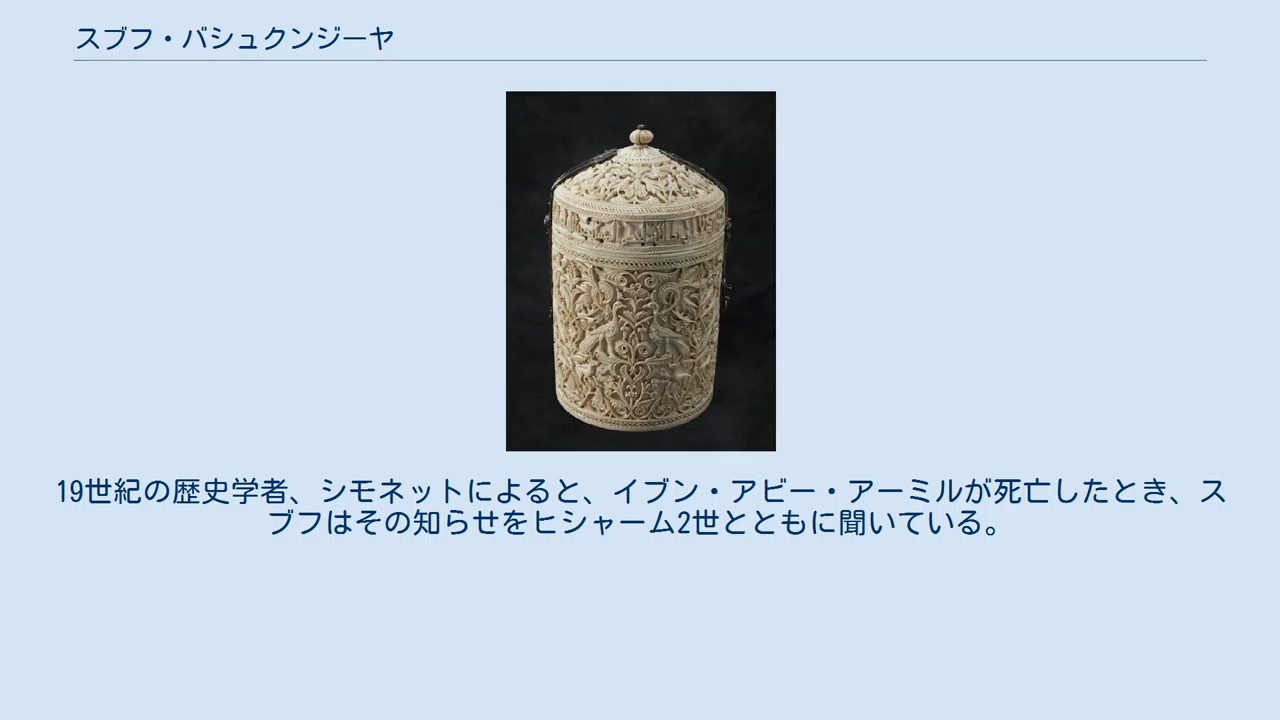 スブフ・バシュクンジーヤ
19世紀の歴史学者、シモネットによると、イブン・アビー・アーミルが死亡したとき、ス
ブフはその知らせをヒシャーム2世とともに聞いている。